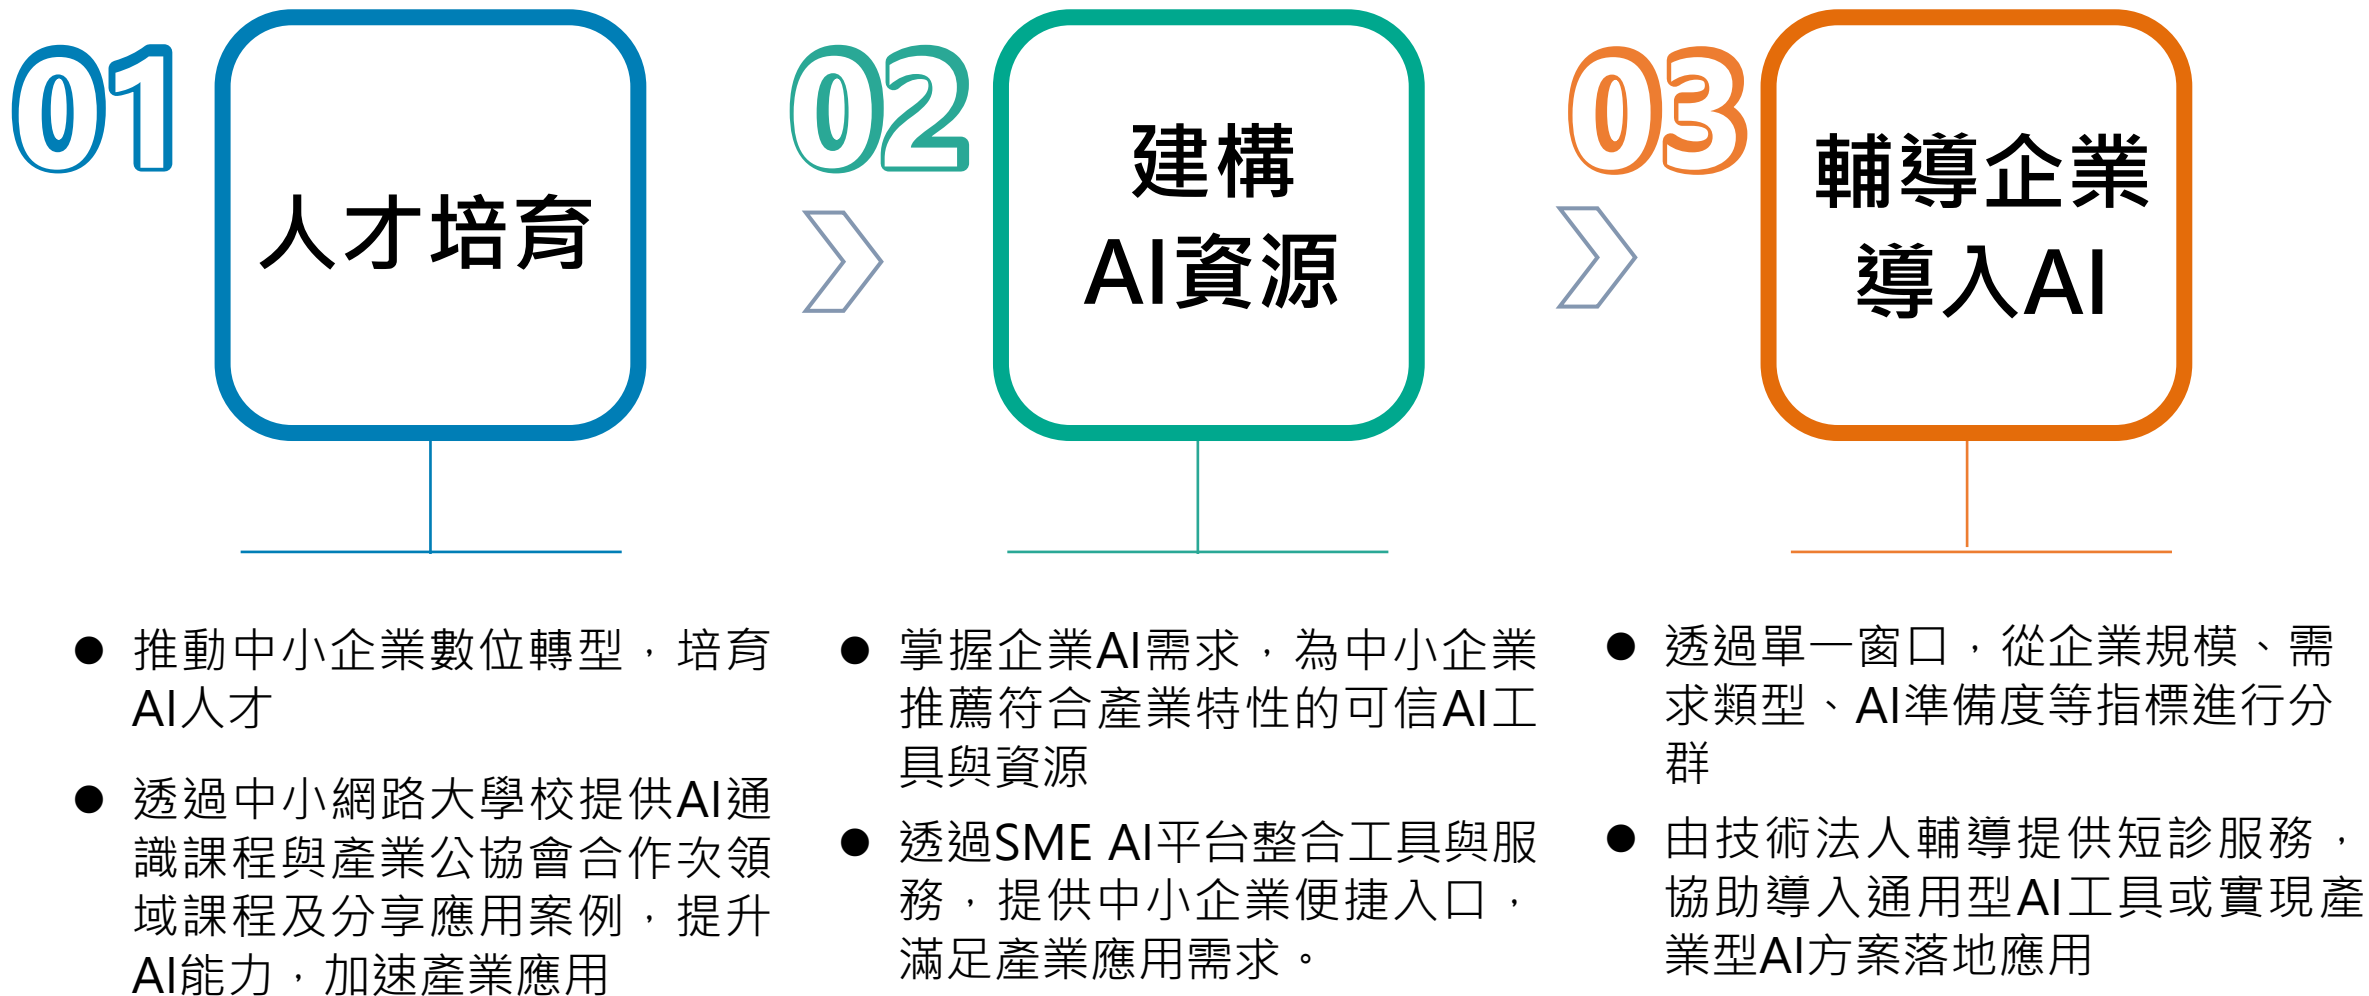 01
人才培育
推動中小企業數位轉型，培育
AI人才
透過中小網路大學校提供AI通
識課程與產業公協會合作次領
域課程及分享應用案例，提升
AI能力，加速產業應用
02
建構
AI資源
掌握企業AI需求，為中小企業
推薦符合產業特性的可信AI工
具與資源
透過SME AI平台整合工具與服
務，提供中小企業便捷入口，
滿足產業應用需求。
03
輔導企業
導入AI
透過單一窗口，從企業規模、需
求類型、AI準備度等指標進行分
群
由技術法人輔導提供短診服務，
協助導入通用型AI工具或實現產
業型AI方案落地應用